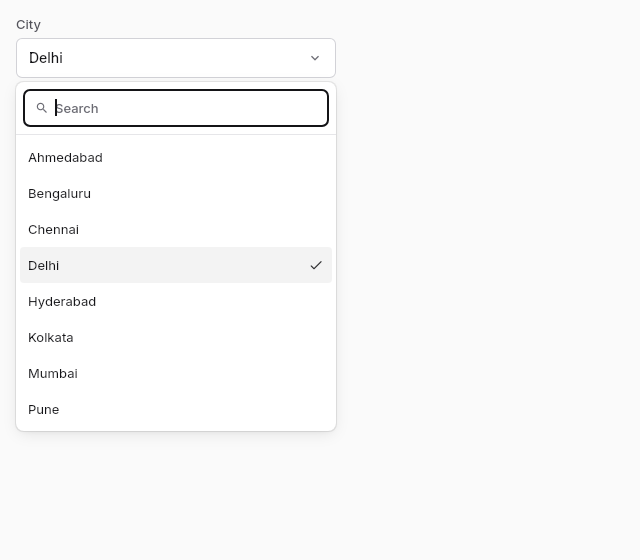 City
Delhi
Search
Ahmedabad
Bengaluru
Chennai
Delhi
Hyderabad
Kolkata
Mumbai
Pune